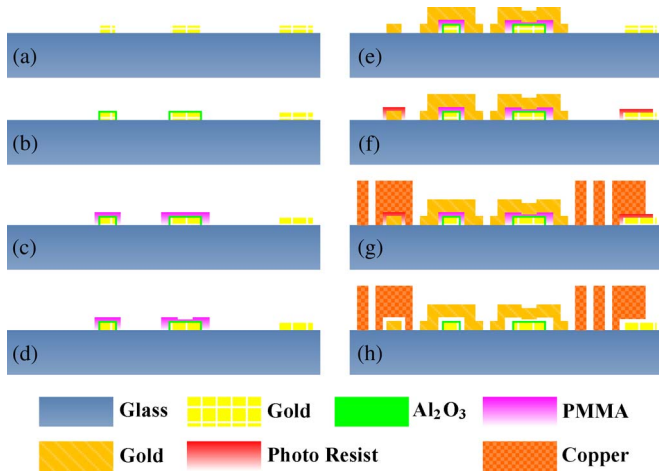 (a)
(e)
(b)
(f)
(c)
(g)
(d)
(h)
Glass Gold Al₂O₃ PMMA
Gold Photo Resist Copper